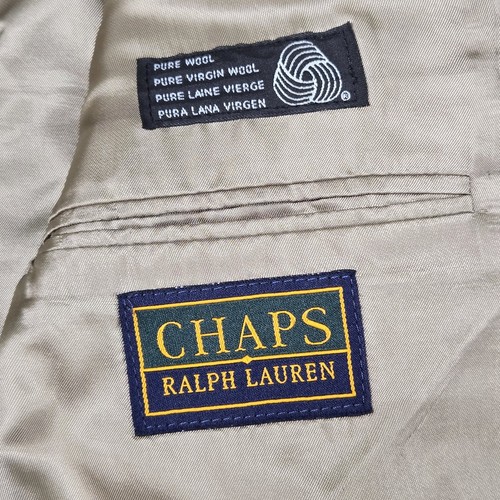 PURE WOOL
PURE VIRGIN WOOL
PURE LAINE VIERGE
PURA LANA VIRGEN
®
CHAPS
RALPH LAUREN